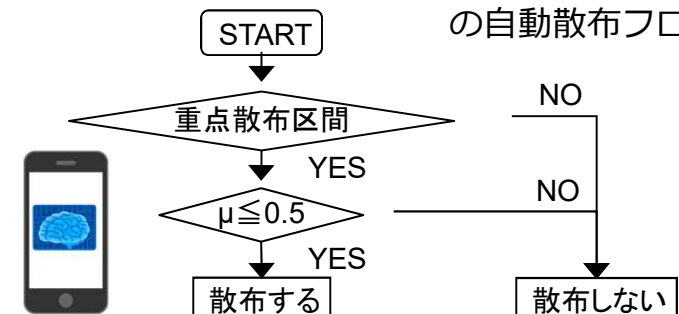 の自動散布フロ
START
重点散布区間
NO
YES
μ≦0.5
NO
YES
散布する
散布しない